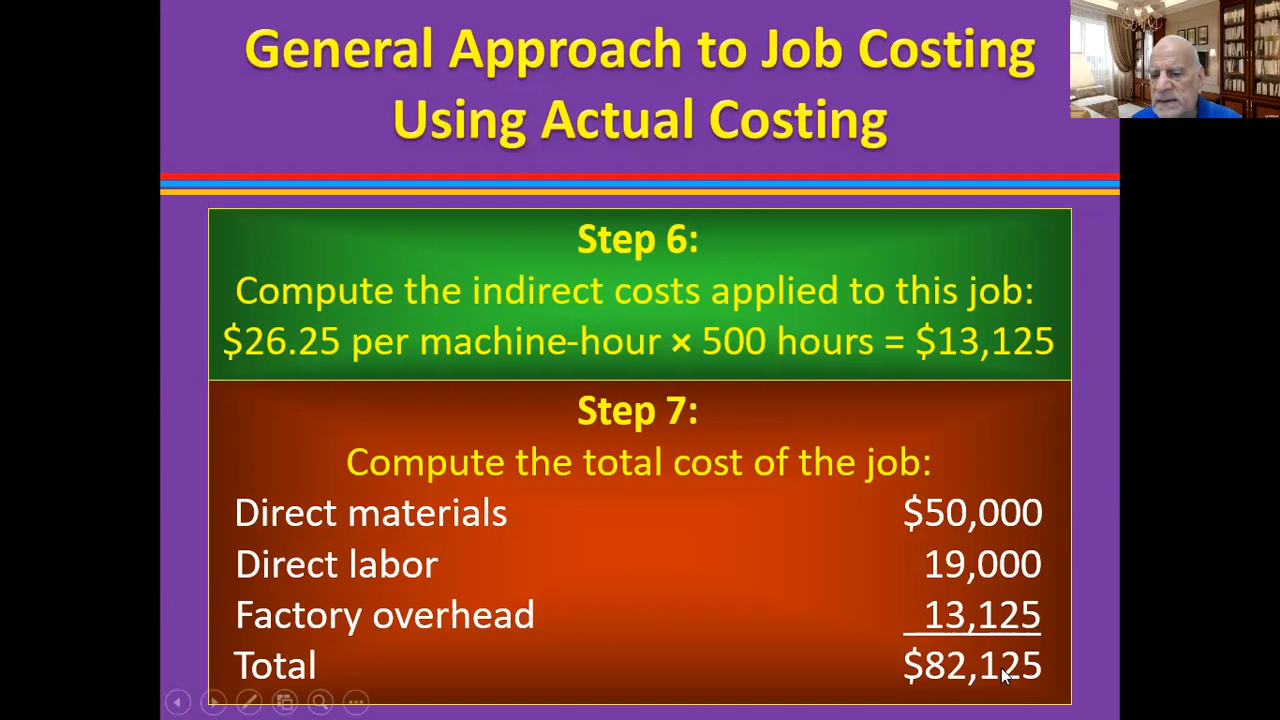 General Approach to Job Costing
Using Actual Costing
Step 6:
Compute the indirect costs applied to this job:
$26.25 per machine-hour × 500 hours = $13,125
Step 7:
Compute the total cost of the job:
Direct materials $50,000
Direct labor 19,000
Factory overhead 13,125
Total $82,125